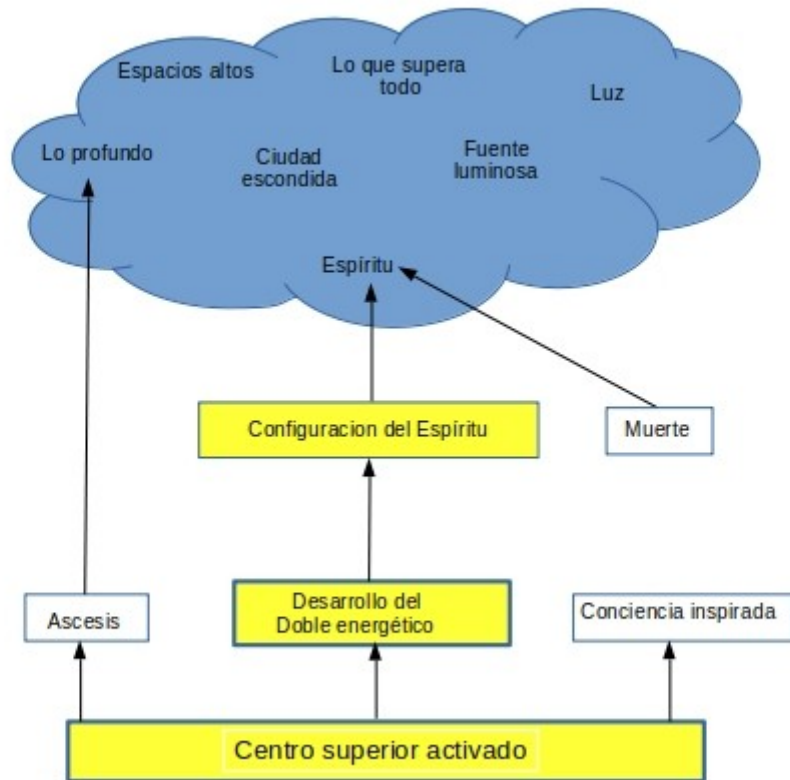 Espacios altos
Lo que supera
todo
Luz
Lo profundo
Ciudad
escondida
Fuente
luminosa
Espíritu
Configuracion del Espíritu
Muerte
Ascesis
Desarrollo del
Doble energético
Conciencia inspirada
Centro superior activado